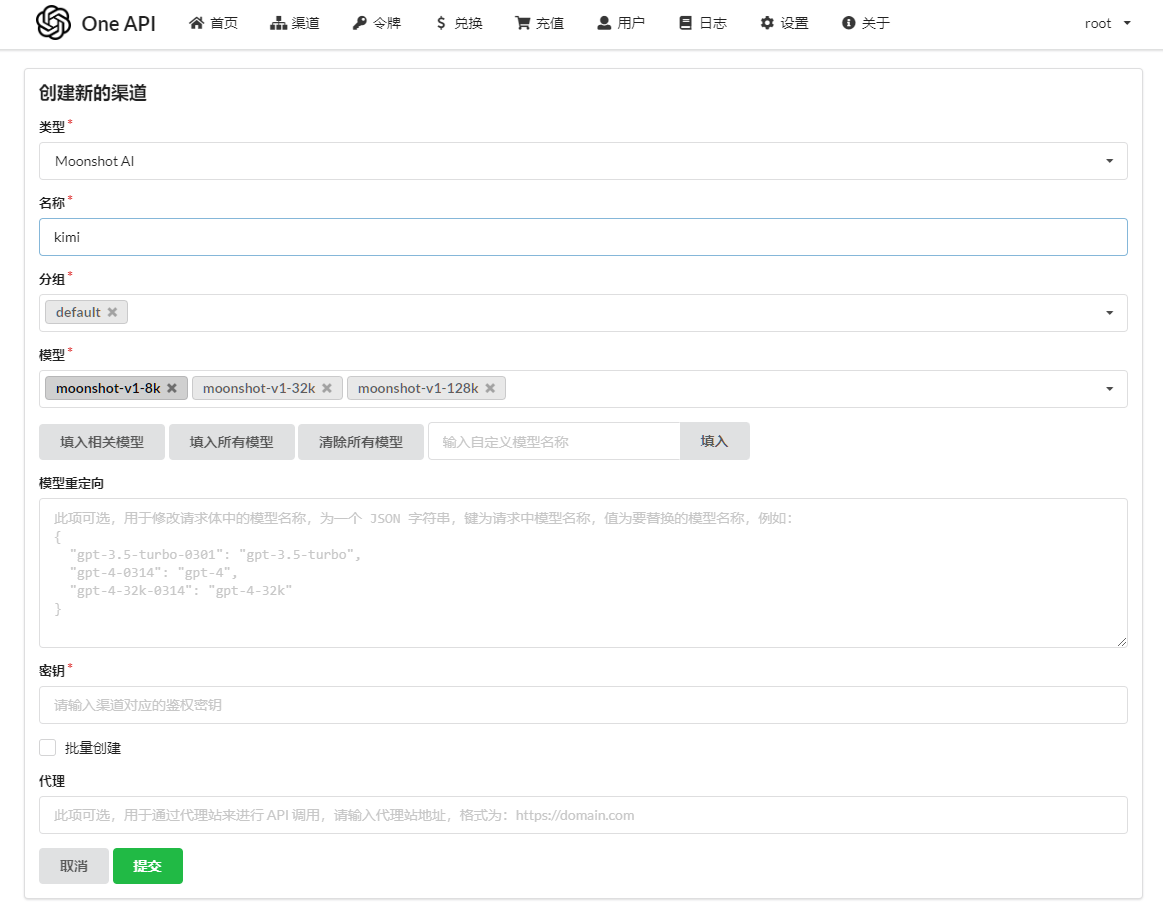 One API 首页 渠道 令牌 兑换 充值 用户 日志 设置 关于 root
创建新的渠道
类型*
Moonshot AI
名称*
kimi
分组*
default
模型*
moonshot-v1-8k moonshot-v1-32k moonshot-v1-128k
填入相关模型 填入所有模型 清除所有模型 输入自定义模型名称 填入
模型重定向
此项可选，用于修改请求体中的模型名称，为一个 JSON 字符串，键为请求中模型名称，值为要替换的模型名称，例如：
{
"gpt-3.5-turbo-0301": "gpt-3.5-turbo",
"gpt-4-0314": "gpt-4",
"gpt-4-32k-0314": "gpt-4-32k"
}
密钥*
请输入渠道对应的鉴权密钥
批量创建
代理
此项可选，用于通过代理站来进行 API 调用，请输入代理站地址，格式为：https://domain.com
取消 提交